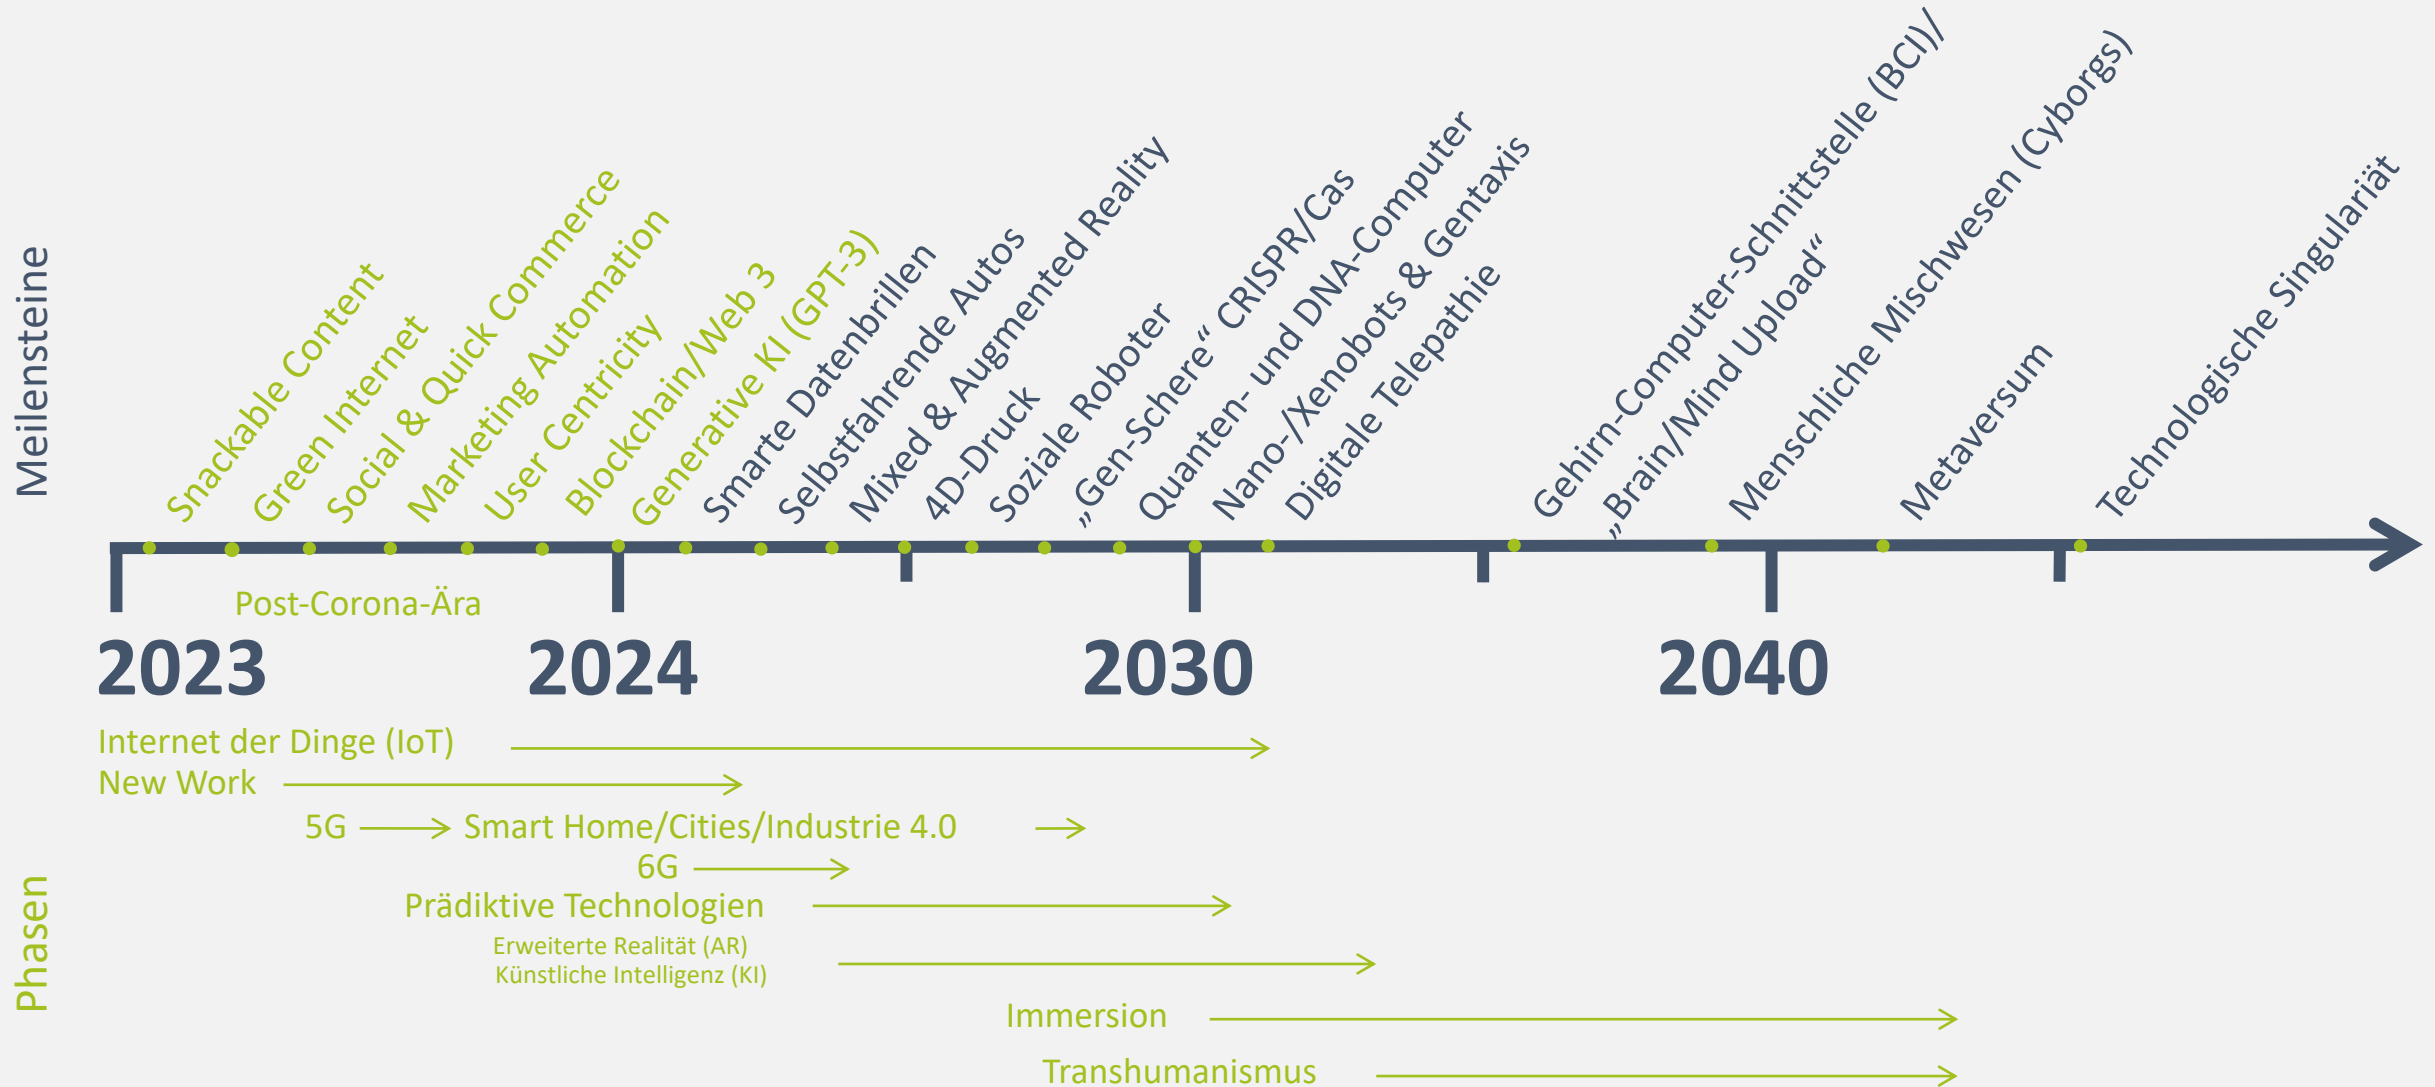 Meilensteine
Snackable Content
Green Internet
Social & Quick Commerce
Marketing Automation
User Centricity
Blockchain/Web 3
Generative KI (GPT-3)
Smarte Datenbrillen
Selbstfahrende Autos
Mixed & Augmented Reality
4D-Druck
Soziale Roboter
„Gen-Schere“ CRISPR/Cas
Quanten- und DNA-Computer
Nano-/Xenobots & Gentaxis
Digitale Telepathie
Gehirn-Computer-Schnittstelle (BCI)/
„Brain/Mind Upload“
Menschliche Mischwesen (Cyborgs)
Metaversum
Technologische Singulariät
Post-Corona-Ära
2023
2024
2030
2040
Phasen
Internet der Dinge (IoT)
New Work
5G
Smart Home/Cities/Industrie 4.0
6G
Prädiktive Technologien
Erweiterte Realität (AR)
Künstliche Intelligenz (KI)
Immersion
Transhumanismus